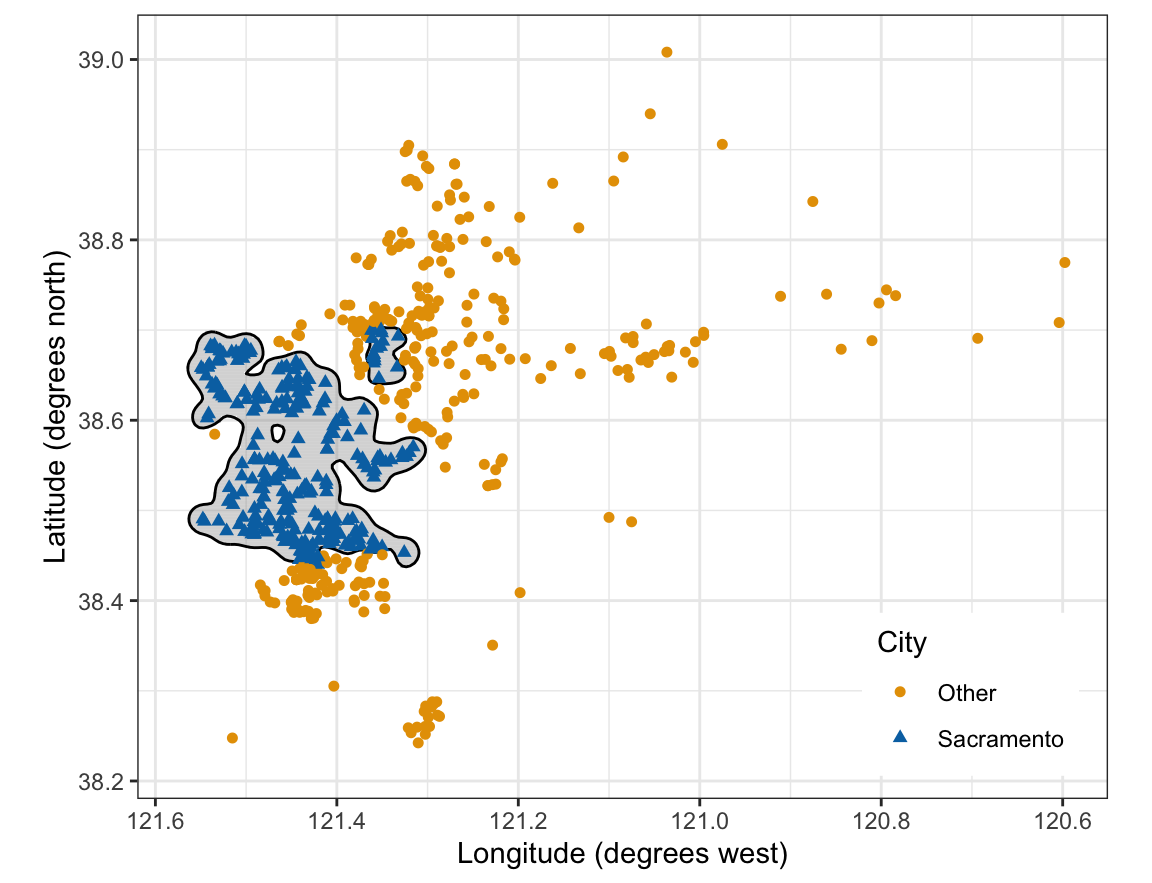 39.0
38.8
38.6
38.4
38.2
Latitude (degrees north)
121.6 121.4 121.2 121.0 120.8 120.6
Longitude (degrees west)
City
Other
Sacramento